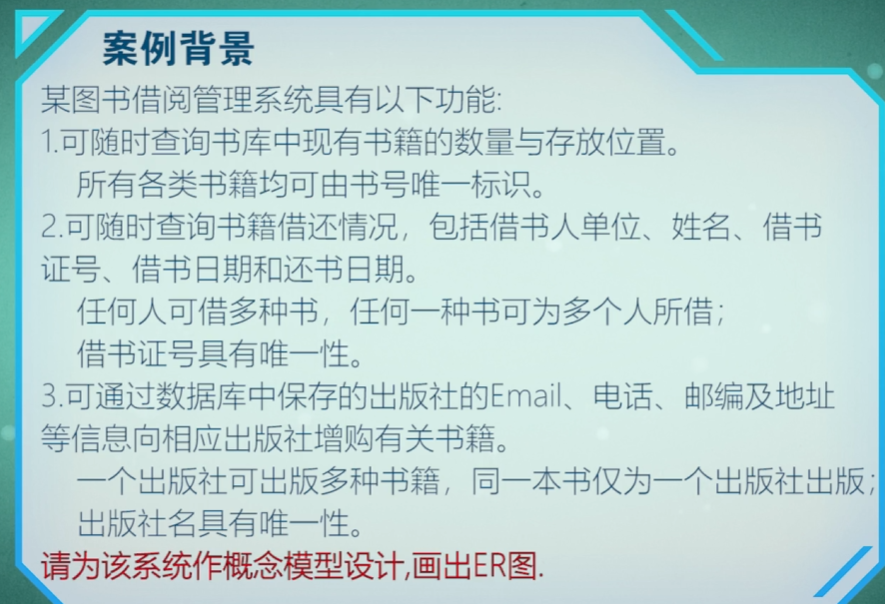 案例背景
某图书借阅管理系统具有以下功能:
1.可随时查询书库中现有书籍的数量与存放位置。
所有各类书籍均可由书号唯一标识。
2.可随时查询书籍借还情况，包括借书人单位、姓名、借书
证号、借书日期和还书日期。
任何人可借多种书，任何一种书可为多个人所借；
借书证号具有唯一性。
3.可通过数据库中保存的出版社的Email、电话、邮编及地址
等信息向相应出版社增购有关书籍。
一个出版社可出版多种书籍，同一本书仅为一个出版社出版；
出版社名具有唯一性。
请为该系统作概念模型设计,画出ER图.